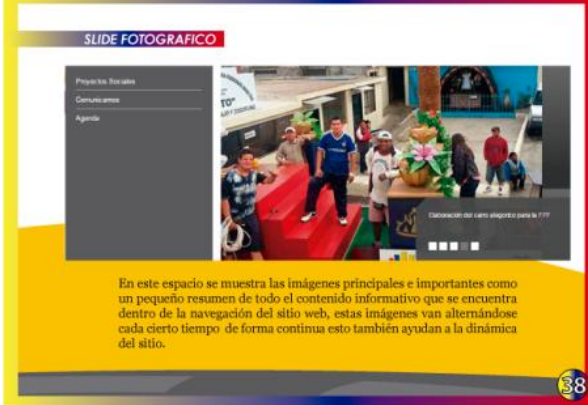 SLIDE FOTOGRAFICO
Proyectos Sociales
Comunicamos
Agenda
TO"
Elaboración del carro alegorico para la FFF
En este espacio se muestra las imágenes principales e importantes como
un pequeño resumen de todo el contenido informativo que se encuentra
dentro de la navegación del sitio web, estas imágenes van alternándose
cada cierto tiempo de forma continua esto también ayudan a la dinámica
del sitio.
38